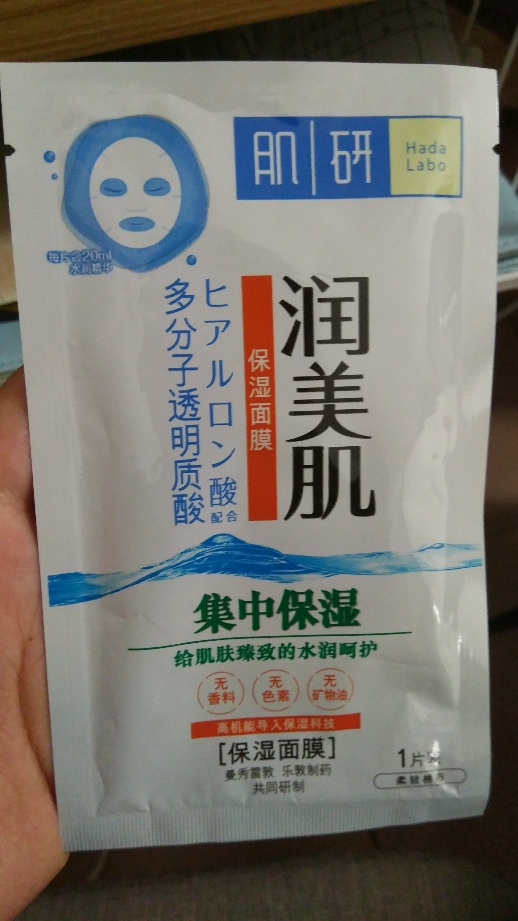 肌研
Hada
Labo
每片含20ml
水润精华
润美肌
保湿面膜
ヒアルロン酸
配合
多分子透明质酸
集中保湿
给肌肤臻致的水润呵护
无
香料
无
色素
无
矿物油
高机能导入保湿科技
[保湿面膜]
曼秀雷敦 乐敦制药
共同研制
1片
柔软